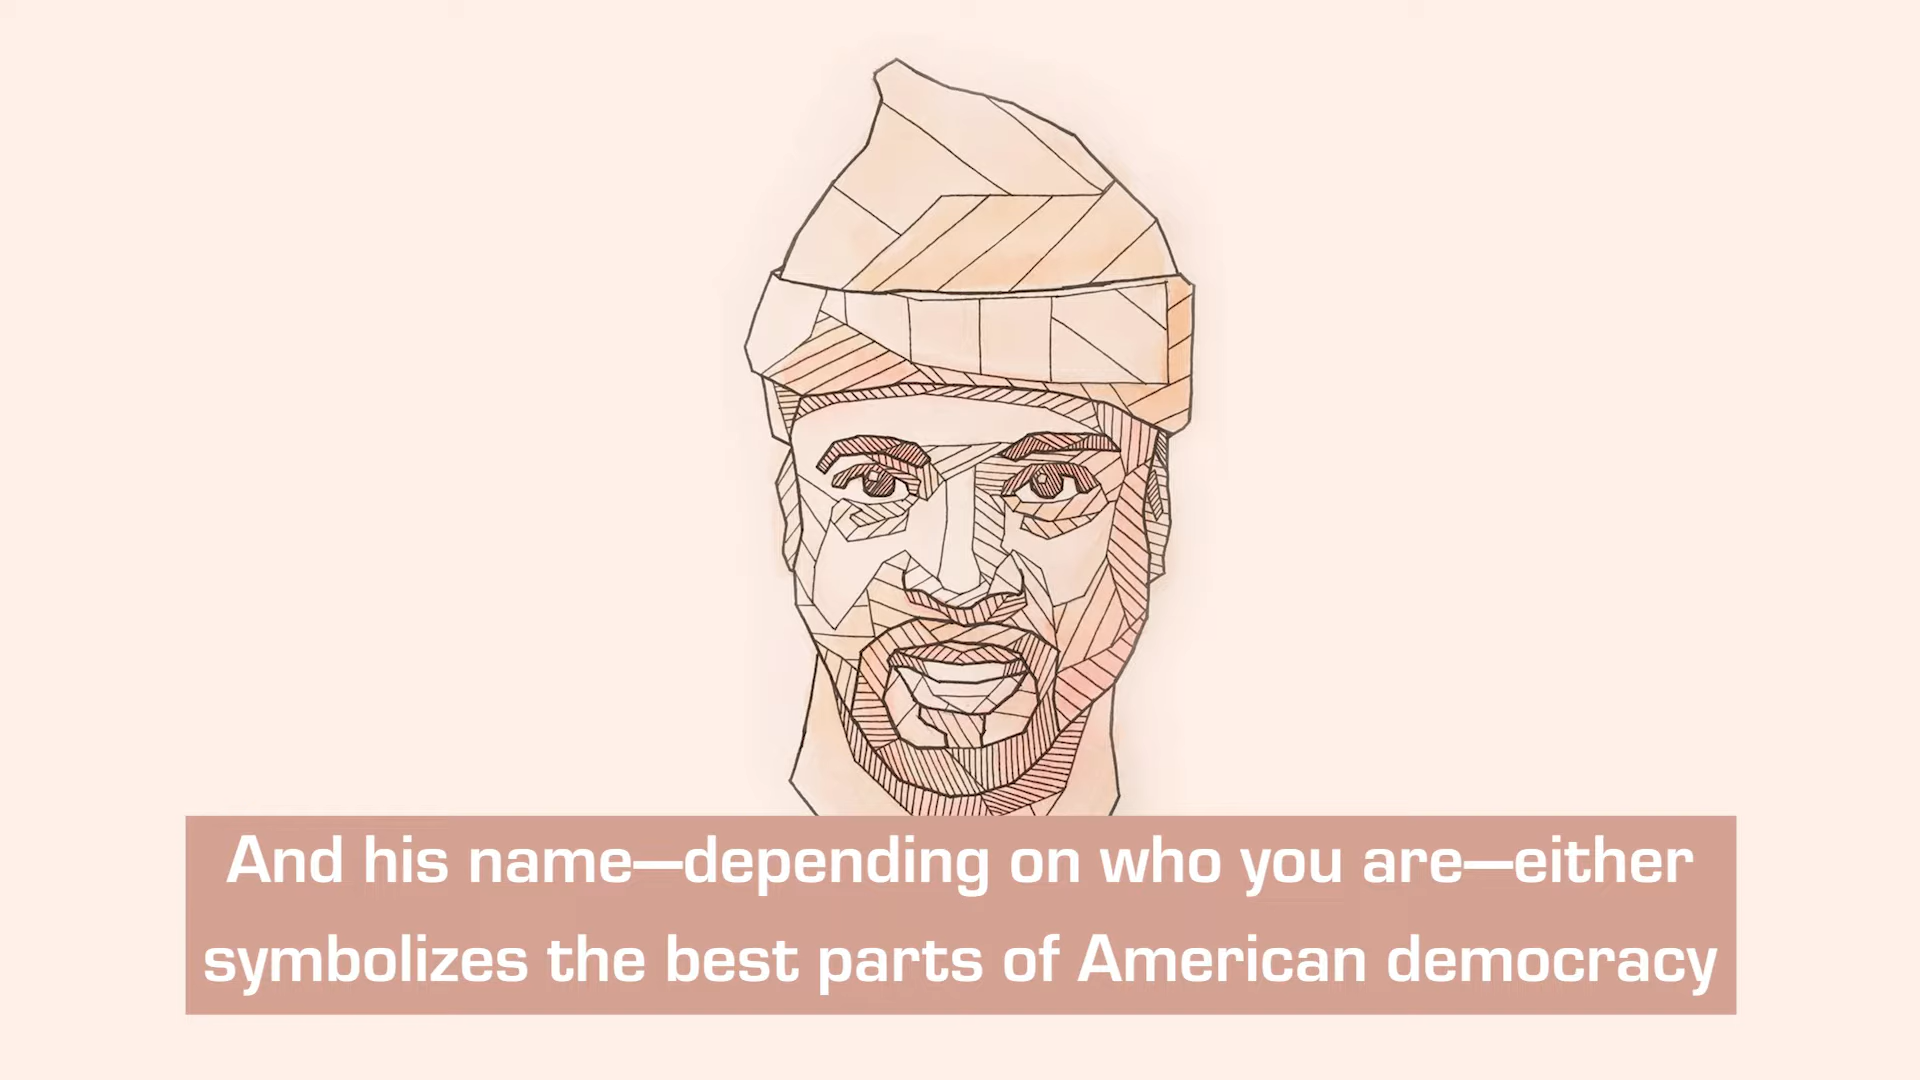 And his name—depending on who you are—either
symbolizes the best parts of American democracy